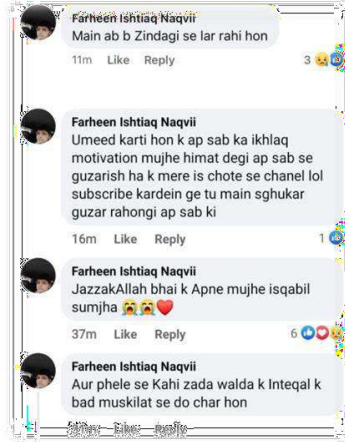 Farheen Ishtiaq Naqvii
Main ab b Zindagi se lar rahi hon
11m Like Reply 3
Farheen Ishtiaq Naqvii
Umeed karti hon k ap sab ka ikhlaq
motivation mujhe himat degi ap sab se
guzarish ha k mere is chote se chanel lol
subscribe kardein ge tu main sghukar
guzar rahongi ap sab ki
16m Like Reply 1
Farheen Ishtiaq Naqvii
JazzakAllah bhai k Apne mujhe isqabil
sumjha 😭😭❤️
37m Like Reply 6
Farheen Ishtiaq Naqvii
Aur phele se Kahi zada walda k Inteqal k
bad muskilat se do char hon
Like Reply